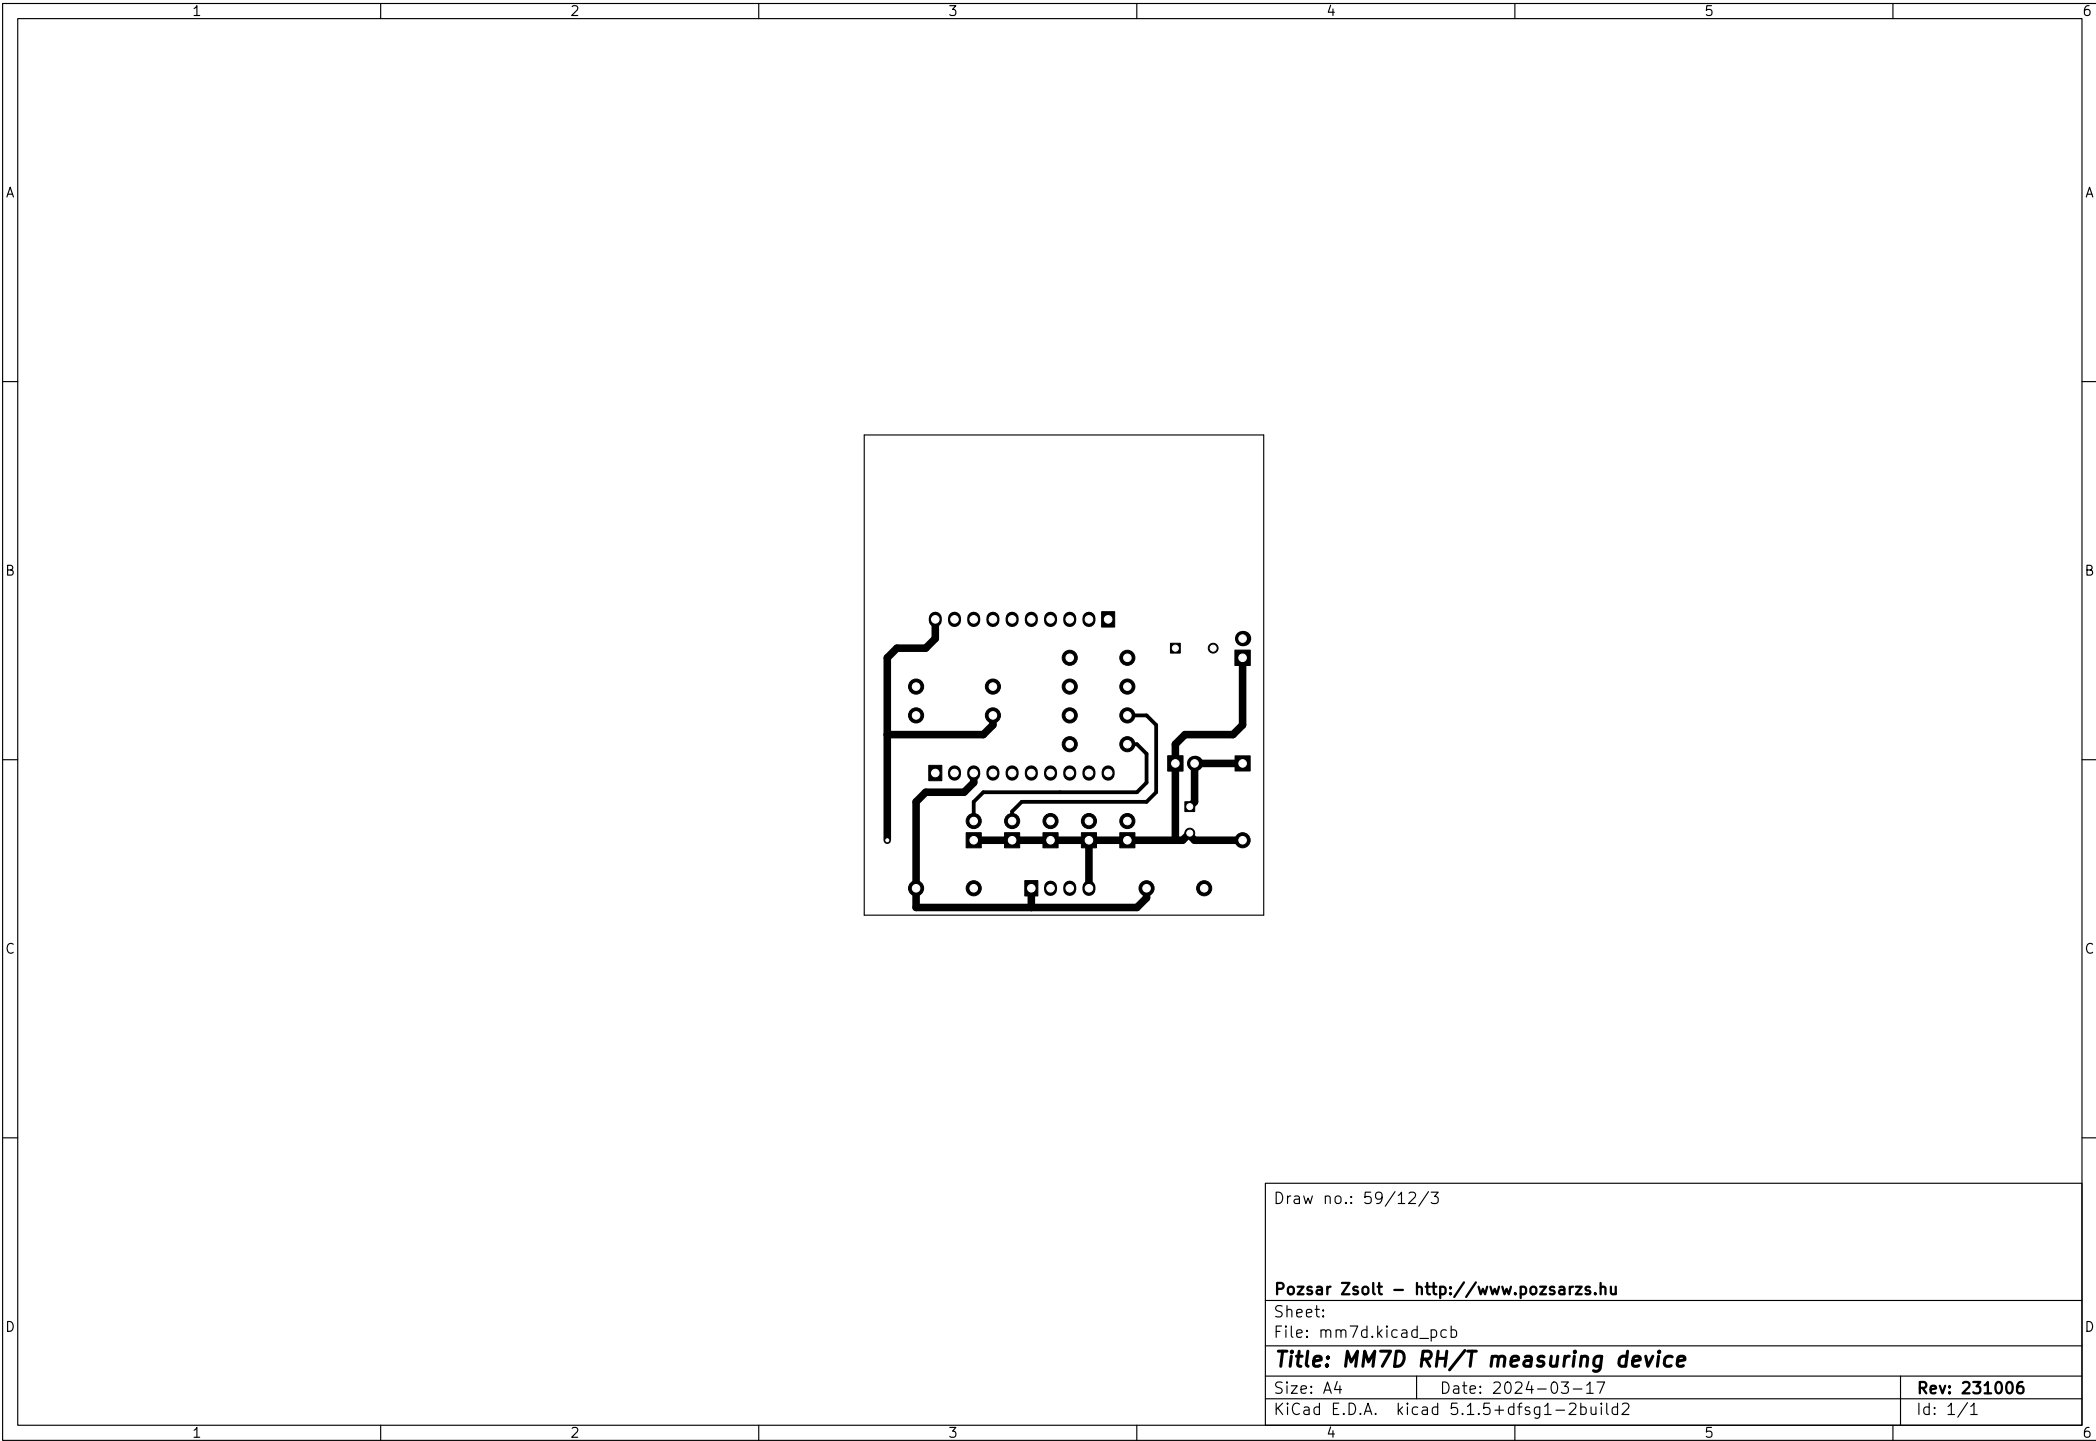 1 2 3 4 5 6
A A
B B
C C
Draw no.: 59/12/3
Pozsar Zsolt - http://www.pozsarzs.hu
Sheet:
D D
File: mm7d.kicad_pcb
Title: MM7D RH/T measuring device
Size: A4 Date: 2024-03-17 Rev: 231006
KiCad E.D.A. kicad 5.1.5+dfsg1-2build2 Id: 1/1
1 2 3 4 5 6